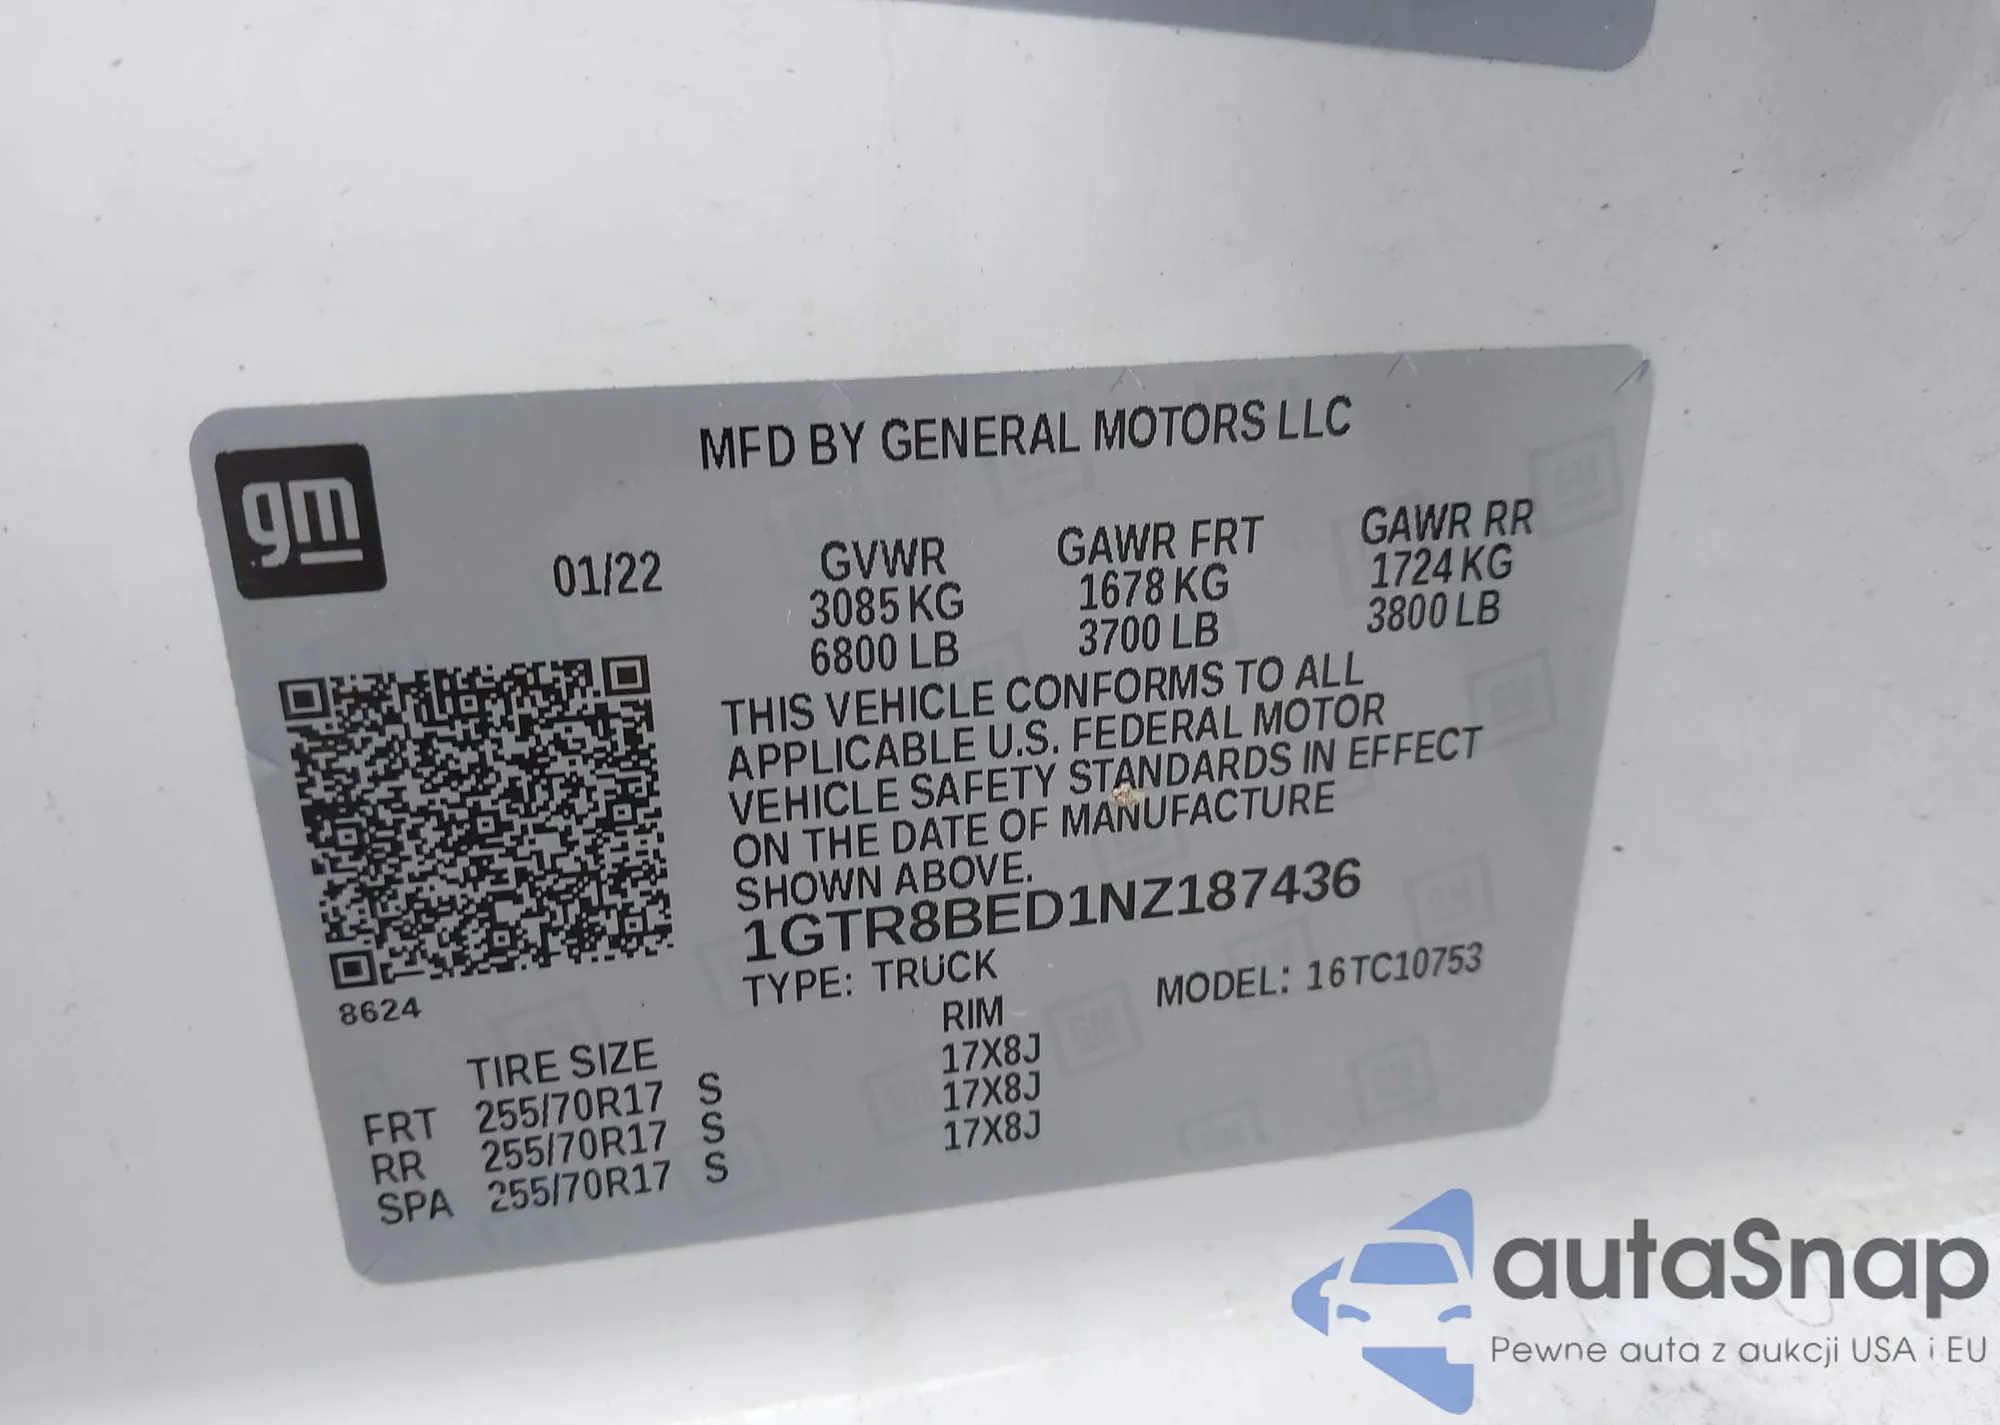 gm
MFD BY GENERAL MOTORS LLC
01/22
GVWR
3085 KG
6800 LB
GAWR FRT
1678 KG
3700 LB
GAWR RR
1724 KG
3800 LB
THIS VEHICLE CONFORMS TO ALL
APPLICABLE U.S. FEDERAL MOTOR
VEHICLE SAFETY STANDARDS IN EFFECT
ON THE DATE OF MANUFACTURE
SHOWN ABOVE.
1GTR8BED1NZ187436
TYPE: TRUCK
MODEL: 16TC10753
8624
TIRE SIZE RIM
FRT 255/70R17 S 17X8J
RR 255/70R17 S 17X8J
SPA 255/70R17 S 17X8J
autaSnap
Pewne auta z aukcji USA i EU